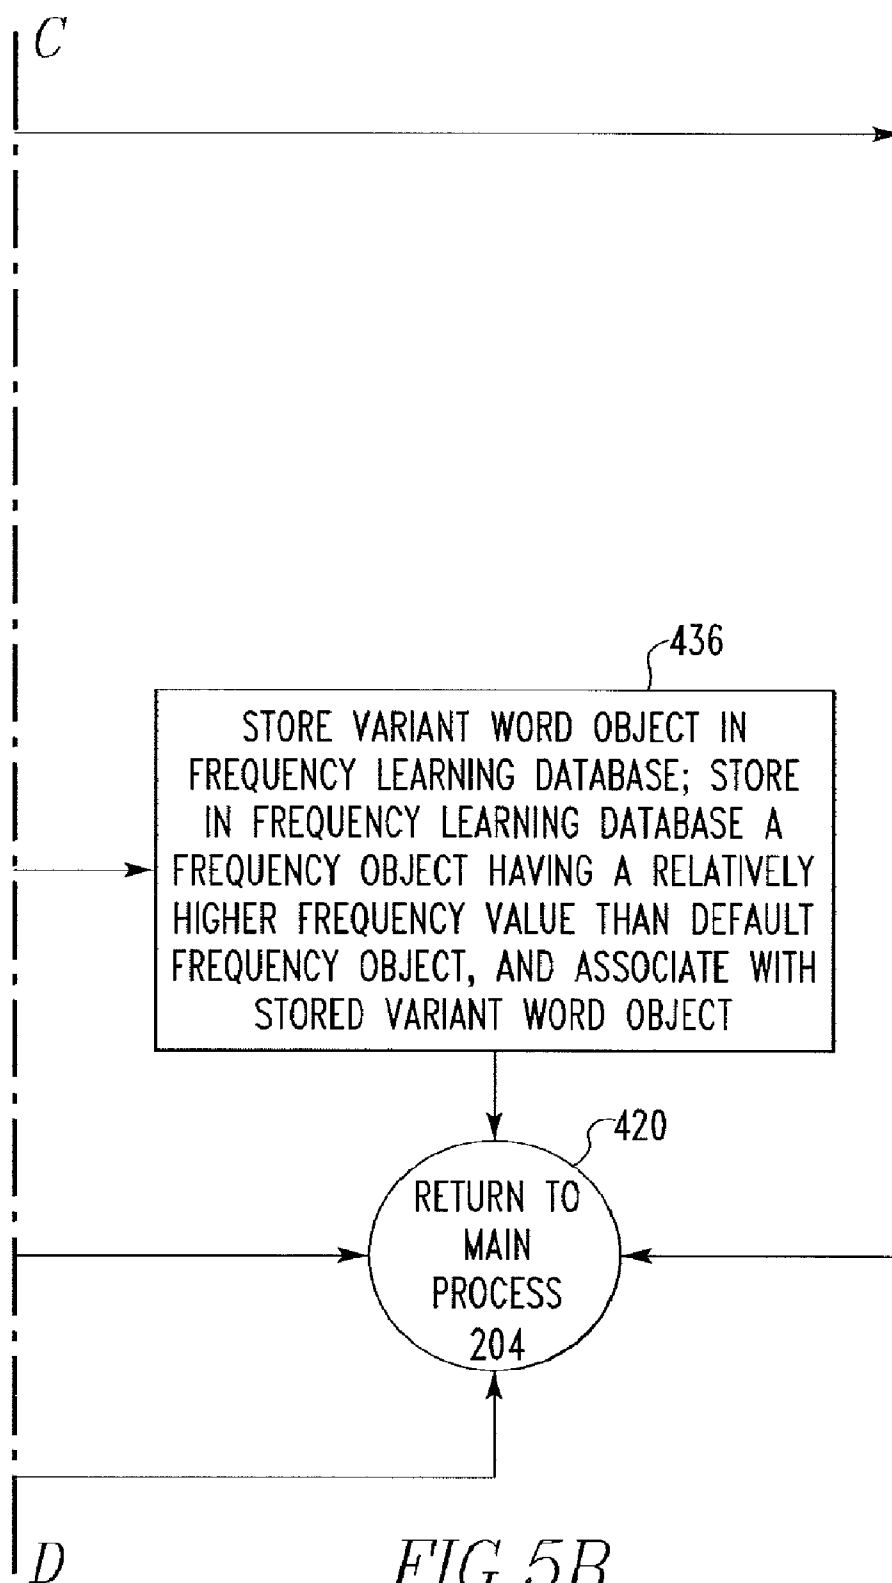 C
436
STORE VARIANT WORD OBJECT IN
FREQUENCY LEARNING DATABASE; STORE
IN FREQUENCY LEARNING DATABASE A
FREQUENCY OBJECT HAVING A RELATIVELY
HIGHER FREQUENCY VALUE THAN DEFAULT
FREQUENCY OBJECT, AND ASSOCIATE WITH
STORED VARIANT WORD OBJECT
420
RETURN TO
MAIN
PROCESS
204
D
FIG. 5B